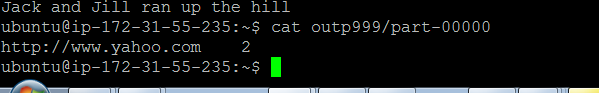 Jack and Jill ran up the hill
ubuntu@ip-172-31-55-235:~$ cat outp999/part-00000
http://www.yahoo.com    2
ubuntu@ip-172-31-55-235:~$